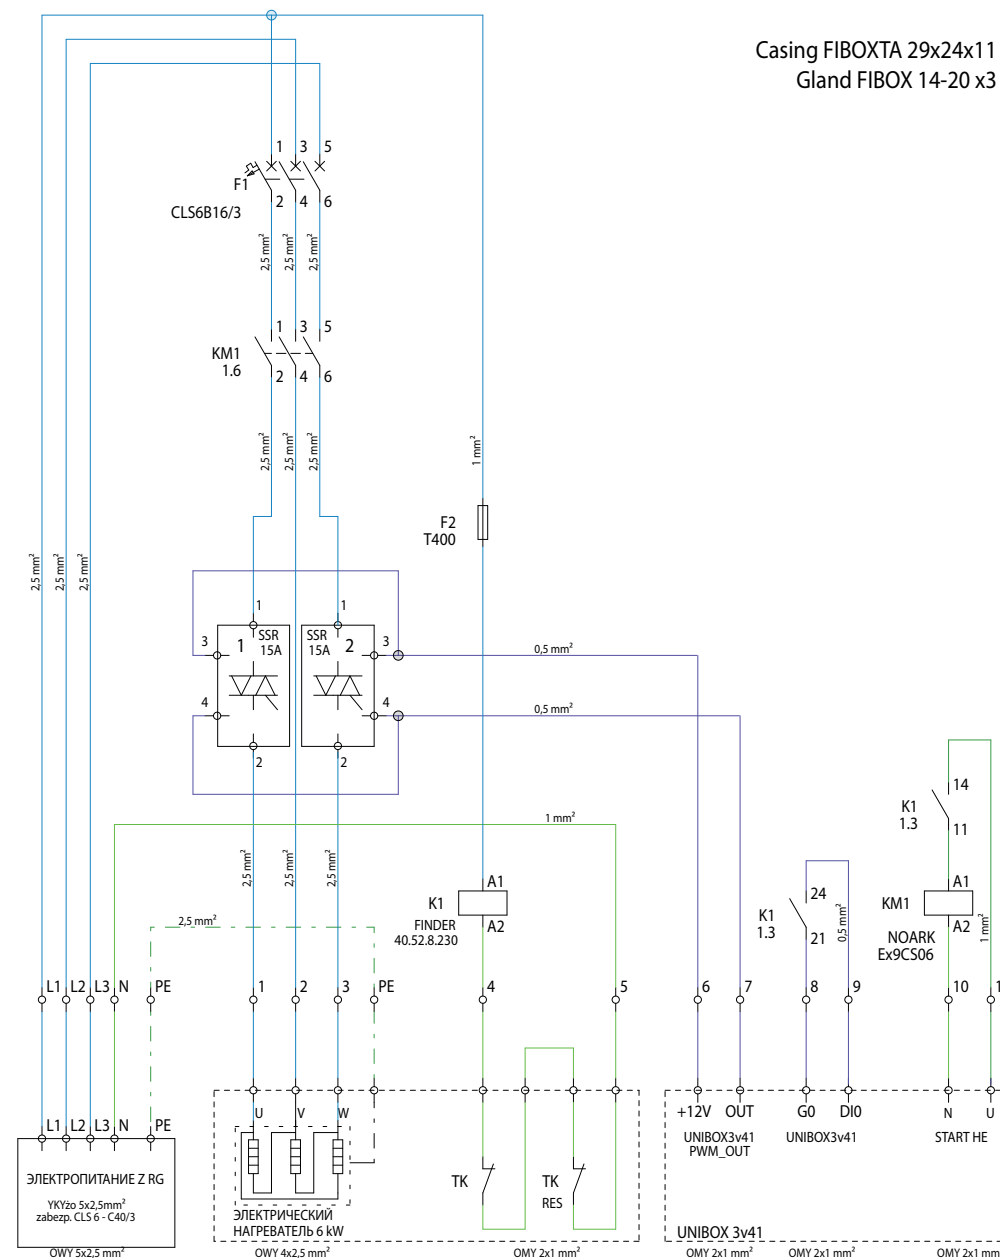 Casing FIBOXTA 29x24x11
Gland FIBOX 14-20 x3
1 3 5
F1
2 4 6
CLS6B16/3
2,5 mm² 2,5 mm² 2,5 mm²
1 3 5
KM1
1.6
2 4 6
2,5 mm² 2,5 mm² 2,5 mm²
1 mm²
F2
T400
2,5 mm² 2,5 mm² 2,5 mm²
1 1
3 1 SSR 15A SSR 15A 2 3
0,5 mm²
4 4
0,5 mm²
2 2
14
K1
1.3
11
1 mm²
2,5 mm² 2,5 mm² 2,5 mm²
A1
K1
A2
FINDER
40.52.8.230
24
K1
1.3
21
0,5 mm²
A1
KM1
A2
NOARK
Ex9CS06
1 mm²
2,5 mm²
L1 L2 L3 N PE 1 2 3 PE 4 5 6 7 8 9 10 1
U V W
+12V OUT G0 DI0 N U
UNIBOX3v41
PWM_OUT
UNIBOX3v41
START HE
L1 L2 L3 N PE
ЭЛЕКТРОПИТАНИЕ Z RG
YKYżo 5x2,5mm²
zabezp. CLS 6 - C40/3
TK TK
RES
ЭЛЕКТРИЧЕСКИЙ
НАГРЕВАТЕЛЬ 6 kW
UNIBOX 3v41
OWY 5x2,5 mm² OWY 4x2,5 mm² OMY 2x1 mm² OMY 2x1 mm² OMY 2x1 mm² OMY 2x1 mm